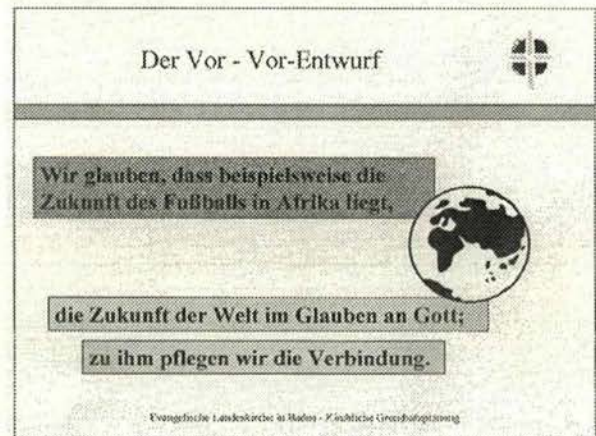 Der Vor - Vor-Entwurf
Wir glauben, dass beispielsweise die
Zukunft des Fußballs in Afrika liegt,
die Zukunft der Welt im Glauben an Gott;
zu ihm pflegen wir die Verbindung.
Evangelische Landeskirche in Baden - Kirchliche